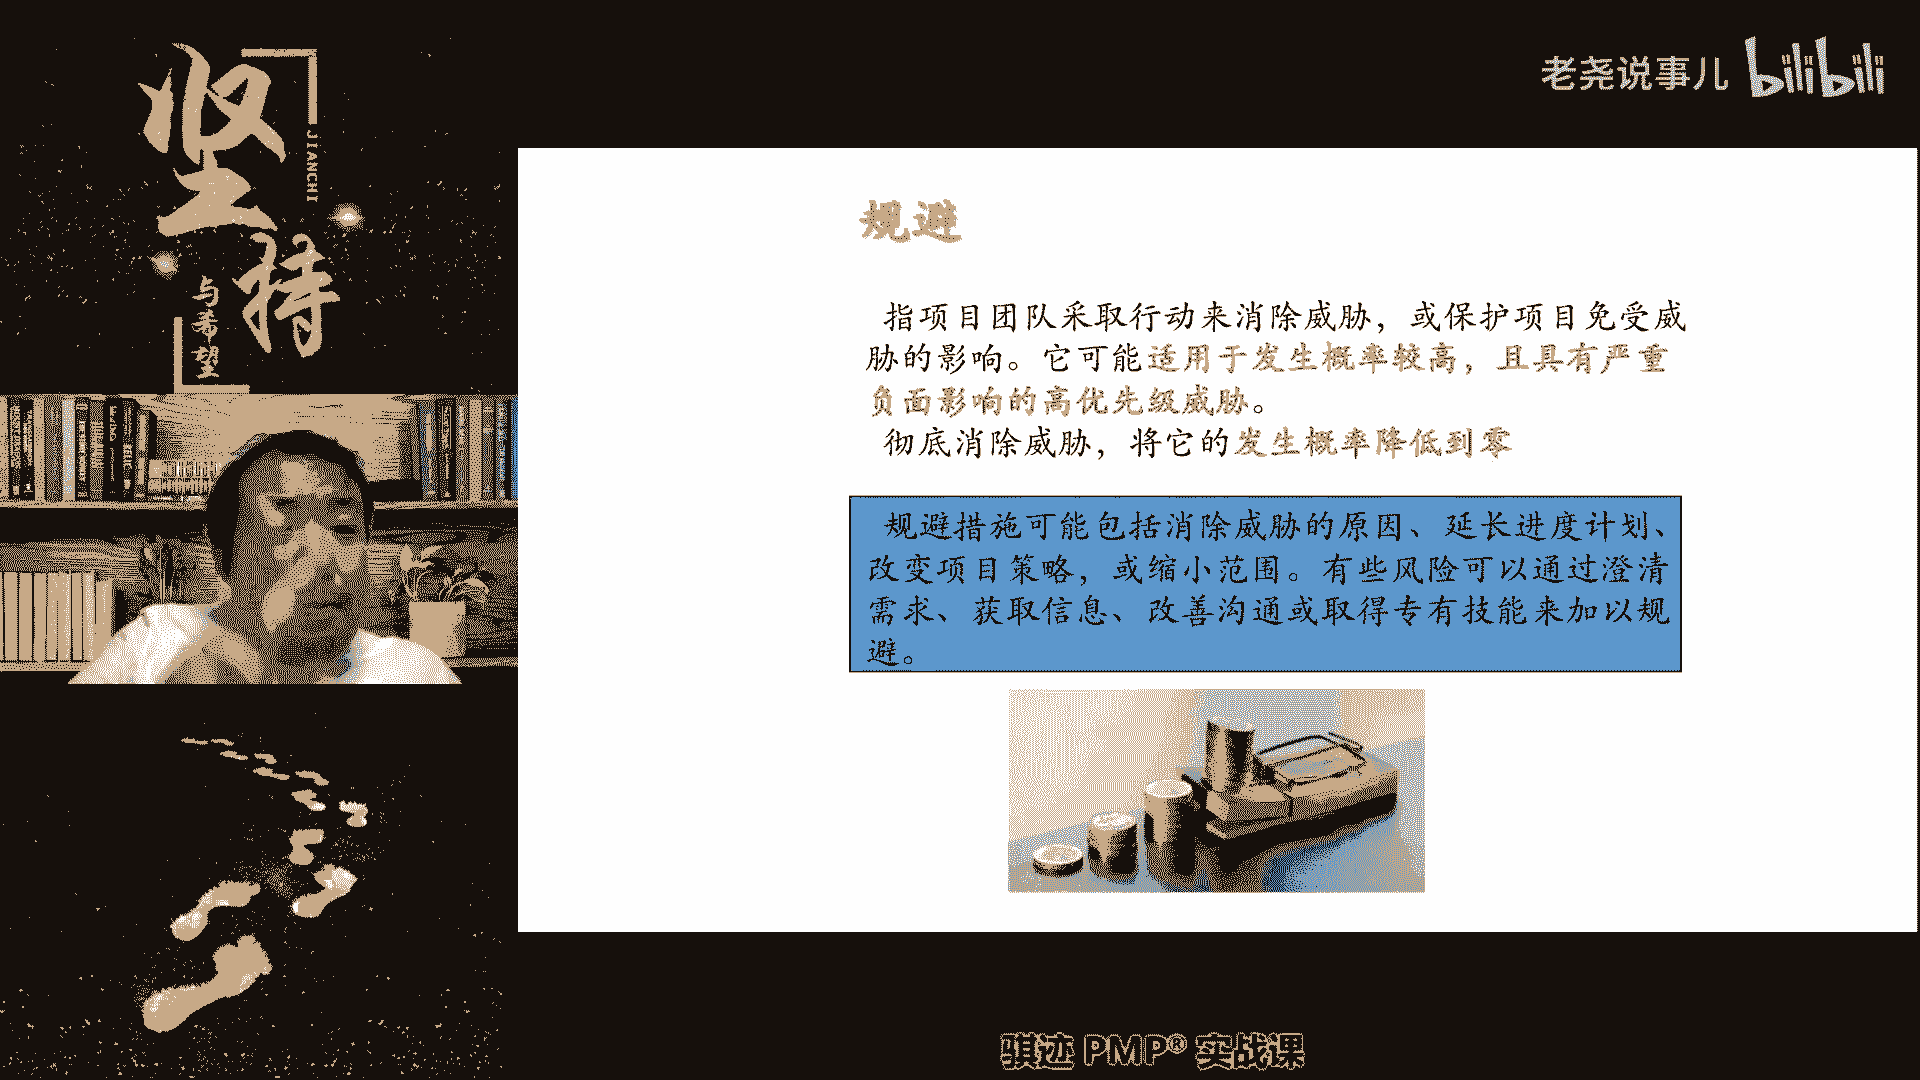 坚持
JIANCHI
与希望
老尧说事儿 bilibili
规避
指项目团队采取行动来消除威胁，或保护项目免受威
胁的影响。它可能适用于发生概率较高，且具有严重
负面影响的高优先级威胁。
彻底消除威胁，将它的发生概率降低到零
规避措施可能包括消除威胁的原因、延长进度计划、
改变项目策略，或缩小范围。有些风险可以通过澄清
需求、获取信息、改善沟通或取得专有技能来加以规
避。
骐迹 PMP® 实战课